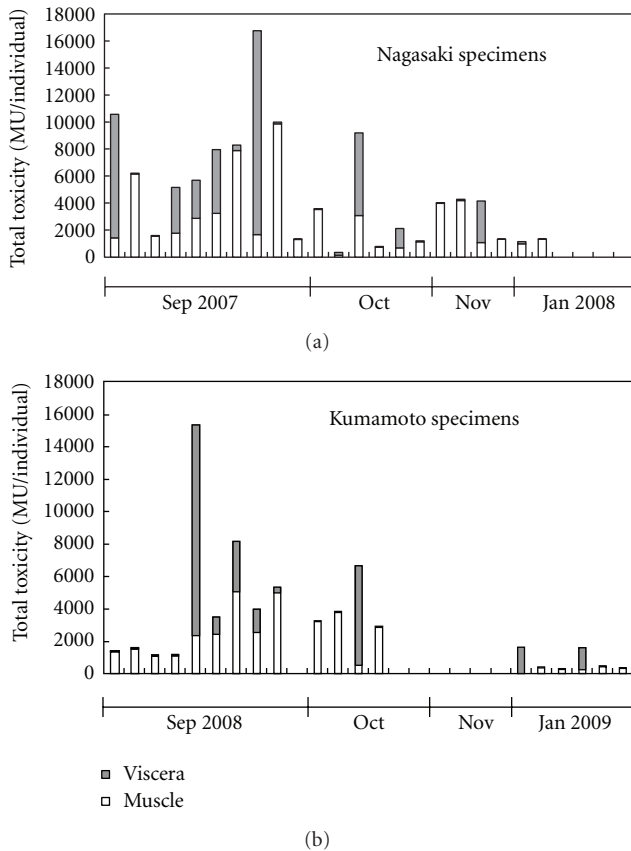 18000
16000
14000
12000
10000
8000
6000
4000
2000
0
Total toxicity (MU/individual)
Nagasaki specimens
Sep 2007 Oct Nov Jan 2008
(a)
18000
16000
14000
12000
10000
8000
6000
4000
2000
0
Total toxicity (MU/individual)
Kumamoto specimens
Sep 2008 Oct Nov Jan 2009
Viscera
Muscle
(b)